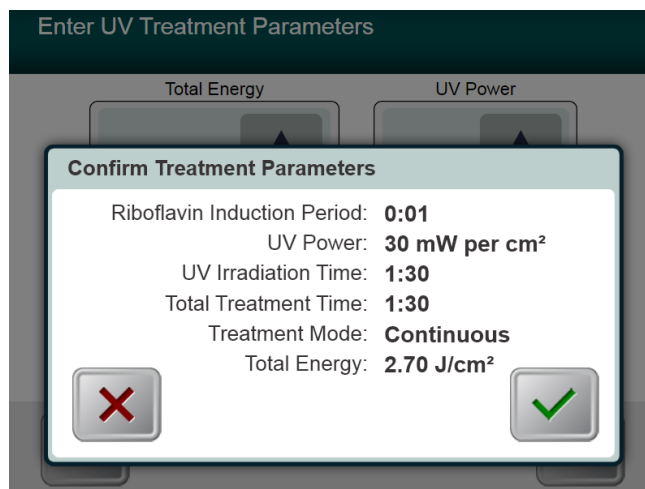 Enter UV Treatment Parameters
Total Energy UV Power
Confirm Treatment Parameters
Riboflavin Induction Period: 0:01
UV Power: 30 mW per cm²
UV Irradiation Time: 1:30
Total Treatment Time: 1:30
Treatment Mode: Continuous
Total Energy: 2.70 J/cm²